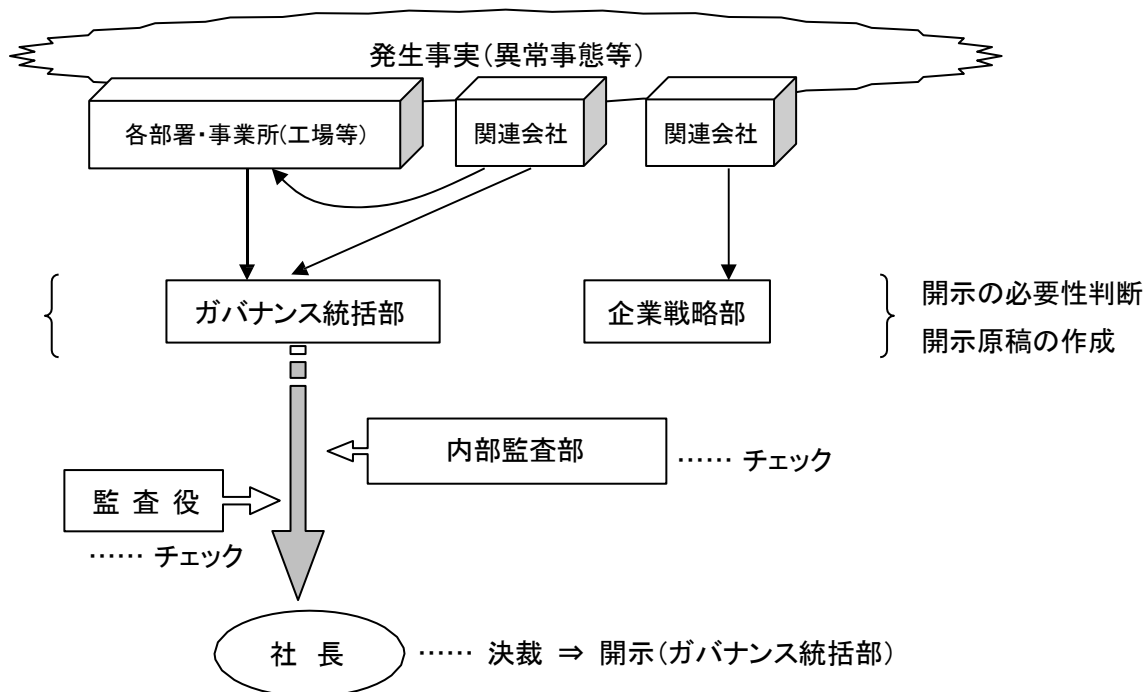 発生事実(異常事態等)
各部署・事業所(工場等)
関連会社
関連会社
ガバナンス統括部
企業戦略部
開示の必要性判断
開示原稿の作成
内部監査部
…… チェック
監 査 役
…… チェック
社 長
…… 決裁 ⇒ 開示(ガバナンス統括部)